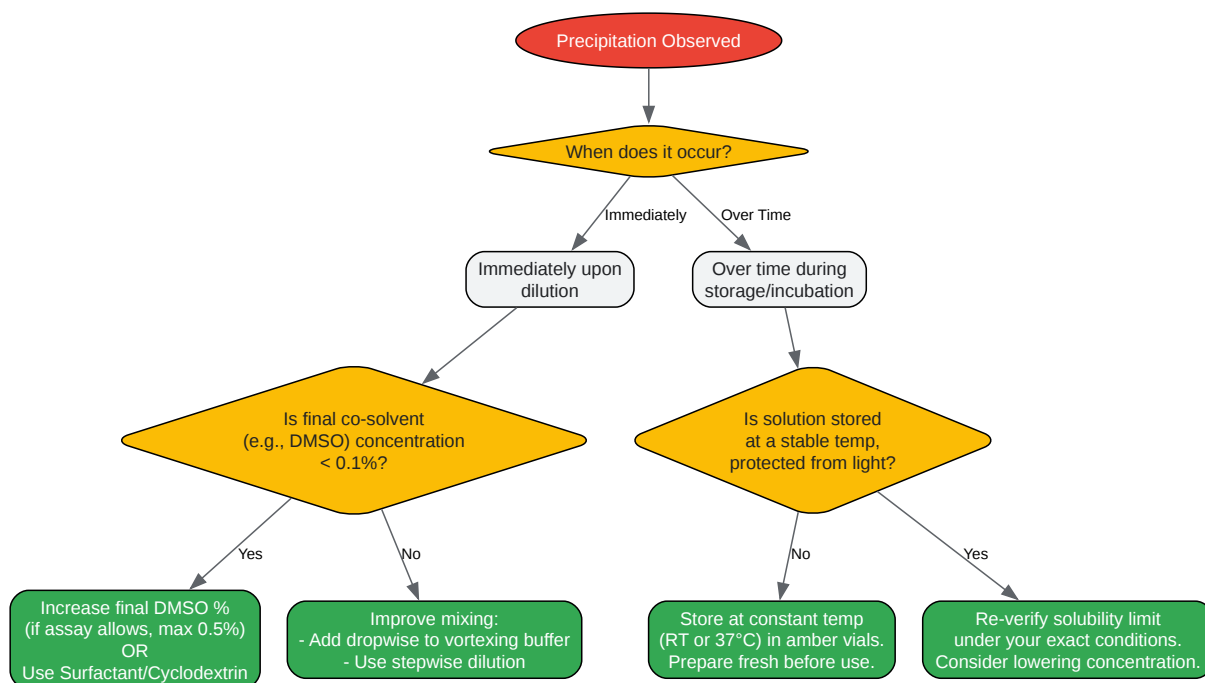 Precipitation Observed
When does it occur?
Immediately
Over Time
Immediately upon
dilution
Over time during
storage/incubation
Is final co-solvent
(e.g., DMSO) concentration
< 0.1%?
Is solution stored
at a stable temp,
protected from light?
Yes
No
No
Yes
Increase final DMSO %
(if assay allows, max 0.5%)
OR
Use Surfactant/Cyclodextrin
Improve mixing:
- Add dropwise to vortexing buffer
- Use stepwise dilution
Store at constant temp
(RT or 37°C) in amber vials.
Prepare fresh before use.
Re-verify solubility limit
under your exact conditions.
Consider lowering concentration.